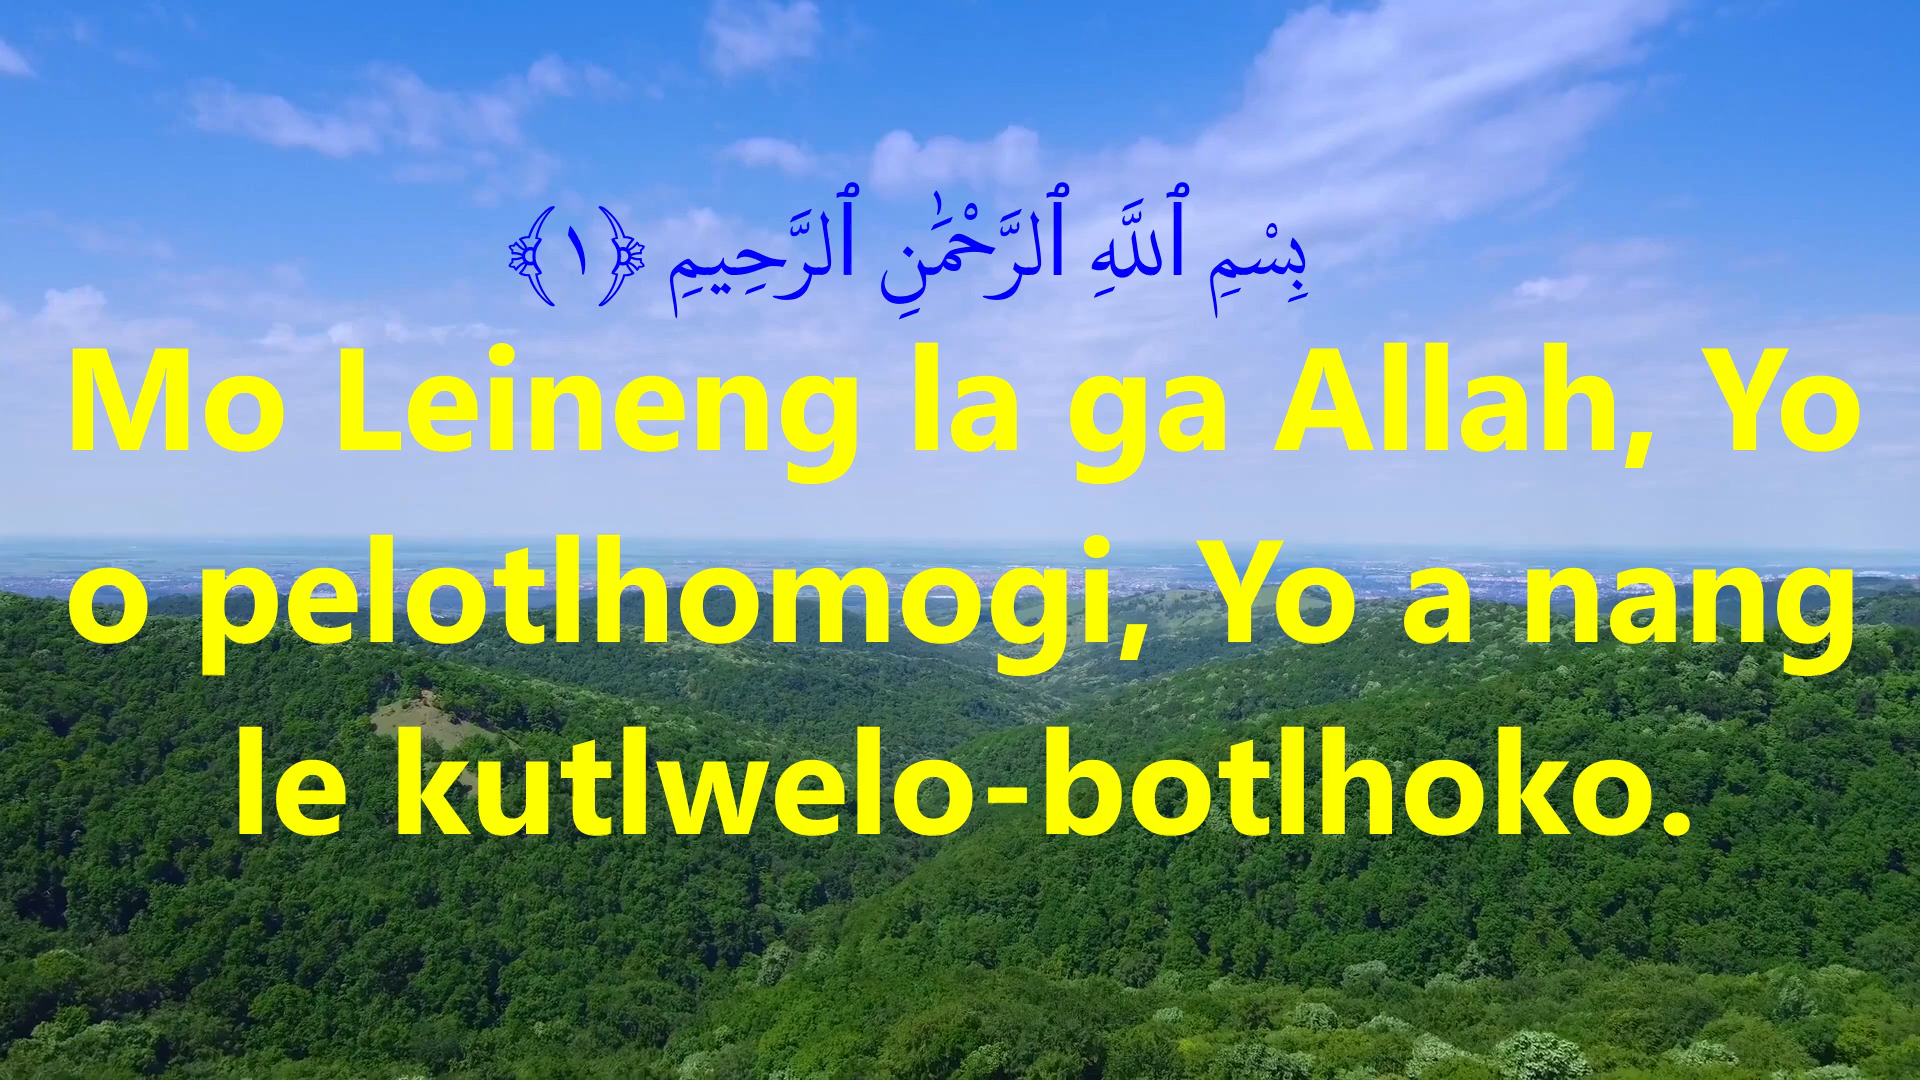 بِسْمِ ٱللَّهِ ٱلرَّحْمَٰنِ ٱلرَّحِيمِ ﴿١﴾
Mo Leineng la ga Allah, Yo
o pelotlhomogi, Yo a nang
le kutlwelo-botlhoko.